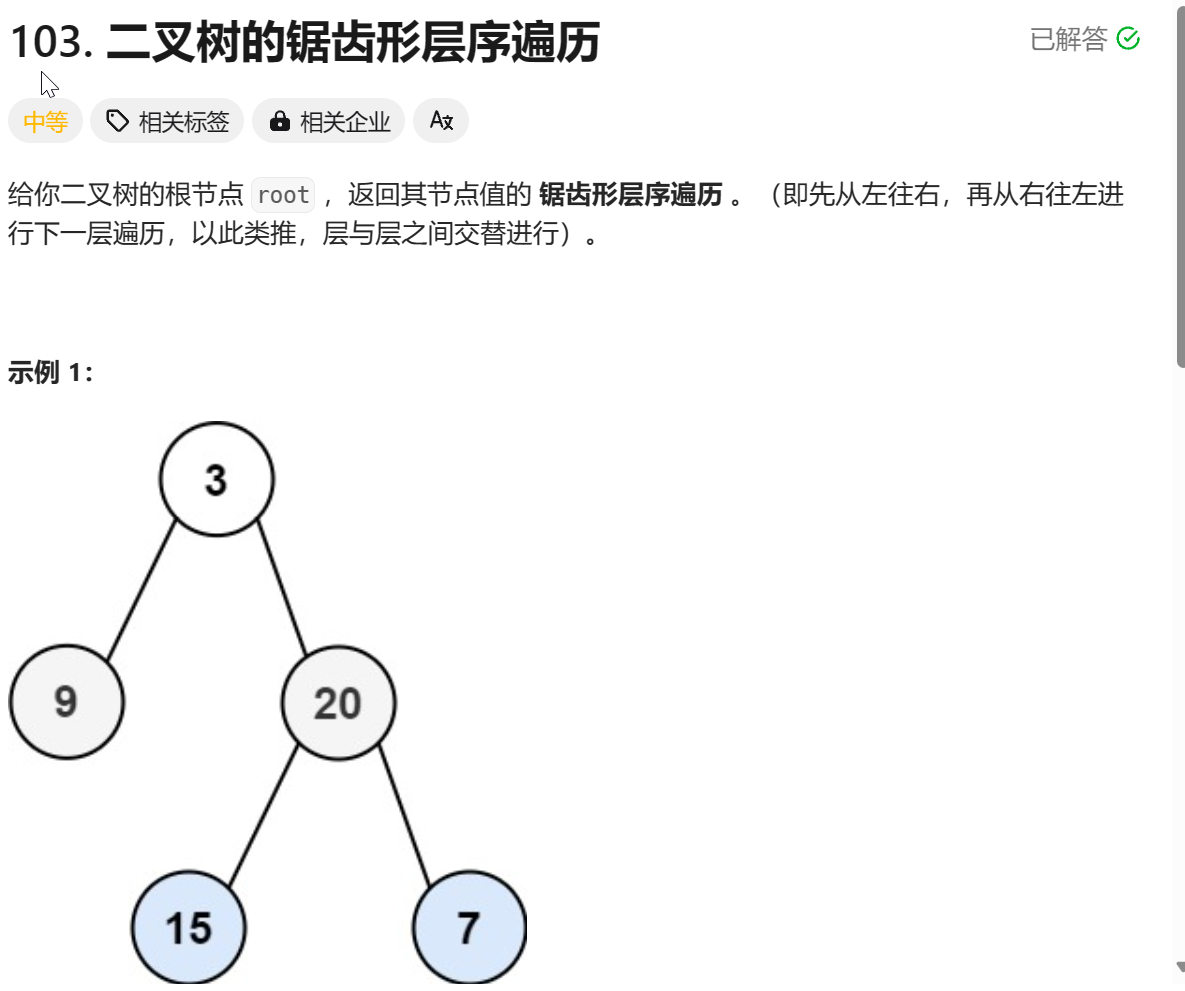 103. 二叉树的锯齿形层序遍历
已解答
中等 相关标签 相关企业
给你二叉树的根节点 root ，返回其节点值的 锯齿形层序遍历 。（即先从左往右，再从右往左进
行下一层遍历，以此类推，层与层之间交替进行）。
示例 1：
3
9 20
15 7